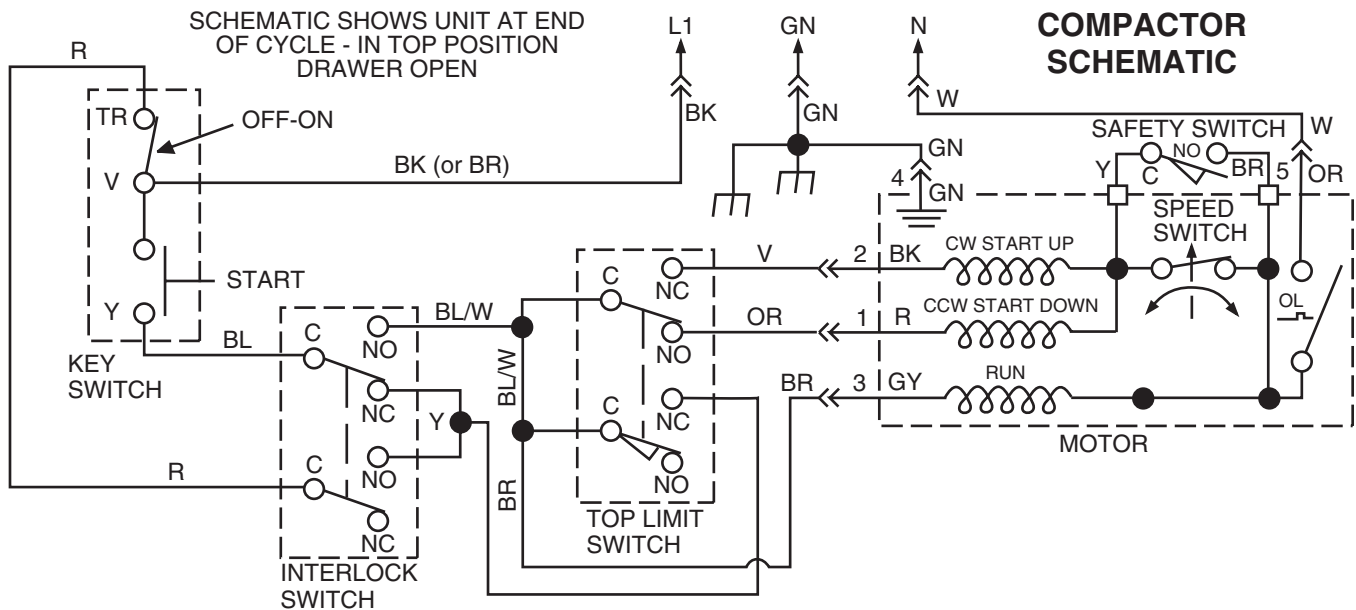 SCHEMATIC SHOWS UNIT AT END
OF CYCLE - IN TOP POSITION
DRAWER OPEN
COMPACTOR
SCHEMATIC
L1
GN
N
R
BK
GN
W
W
TR
OFF-ON
V
BK (or BR)
START
Y
KEY
SWITCH
GN
4
GN
SAFETY SWITCH
NO
Y
C
BR
5
OR
SPEED
SWITCH
BL
C
NO
NC
Y
NO
C
NC
R
INTERLOCK
SWITCH
BL/W
BL/W
BR
C
NC
NO
NC
C
NO
TOP LIMIT
SWITCH
V
2
BK
CW START UP
OR
1
R
CCW START DOWN
BR
3
GY
RUN
OL
MOTOR